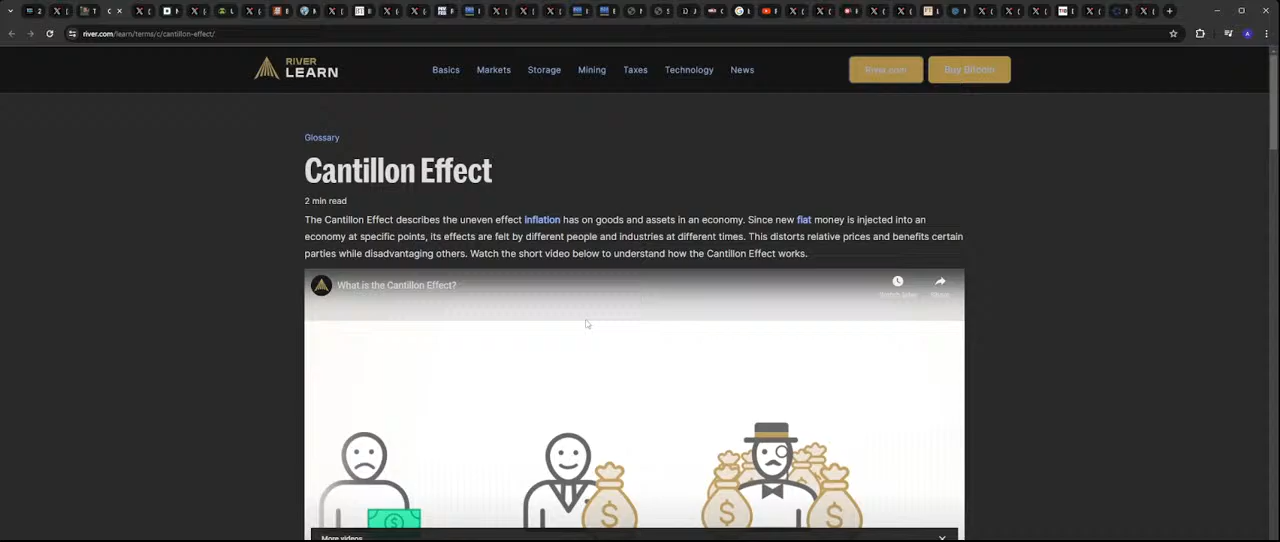 river.com/learn/terms/c/cantillon-effect/
RIVER
LEARN
Basics
Markets
Storage
Mining
Taxes
Technology
News
River.com
Buy Bitcoin
Glossary
Cantillon Effect
2 min read
The Cantillon Effect describes the uneven effect inflation has on goods and assets in an economy. Since new fiat money is injected into an
economy at specific points, its effects are felt by different people and industries at different times. This distorts relative prices and benefits certain
parties while disadvantaging others. Watch the short video below to understand how the Cantillon Effect works.
What is the Cantillon Effect?
Watch later
Share
More videos